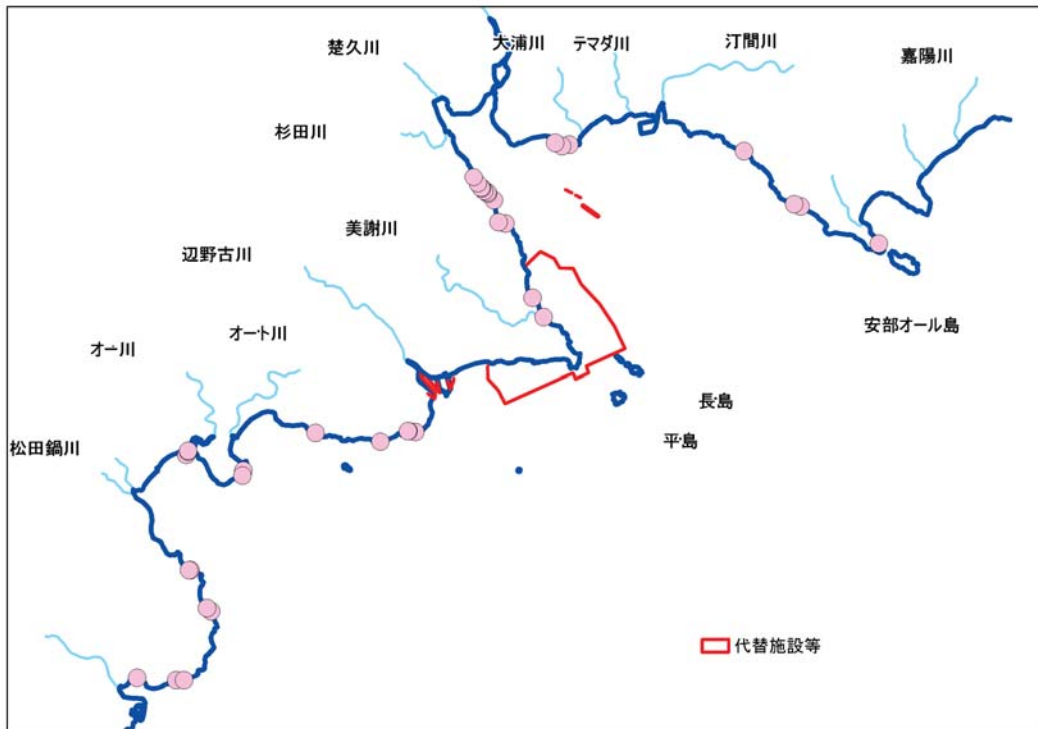 楚久川
大浦川
テマダ川
汀間川
嘉陽川
杉田川
美謝川
辺野古川
オー川
オート川
安部オール島
長島
平島
松田鍋川
代替施設等